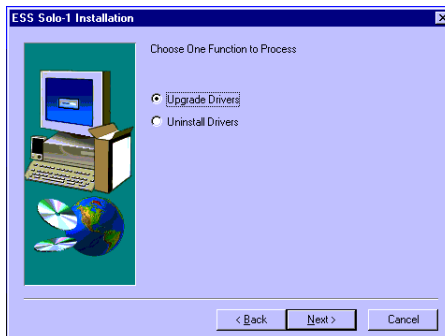 ESS Solo-1 Installation
Choose One Function to Process
Upgrade Drivers
Uninstall Drivers
< Back Next > Cancel